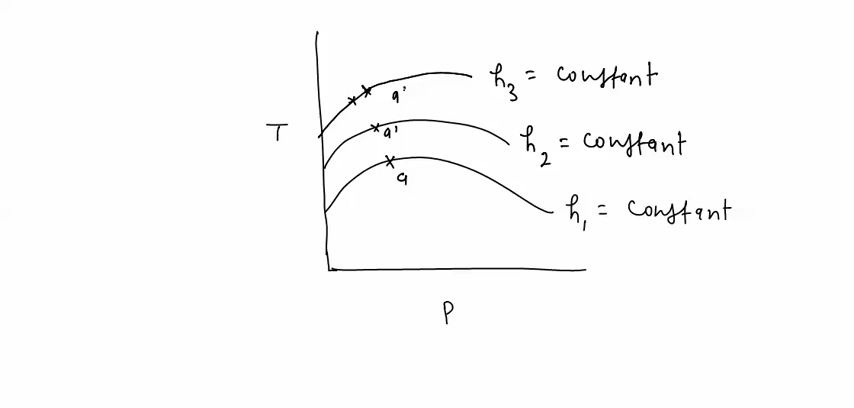 h3 = constant
a'
T
a'
h2 = constant
a
h1 = constant
P